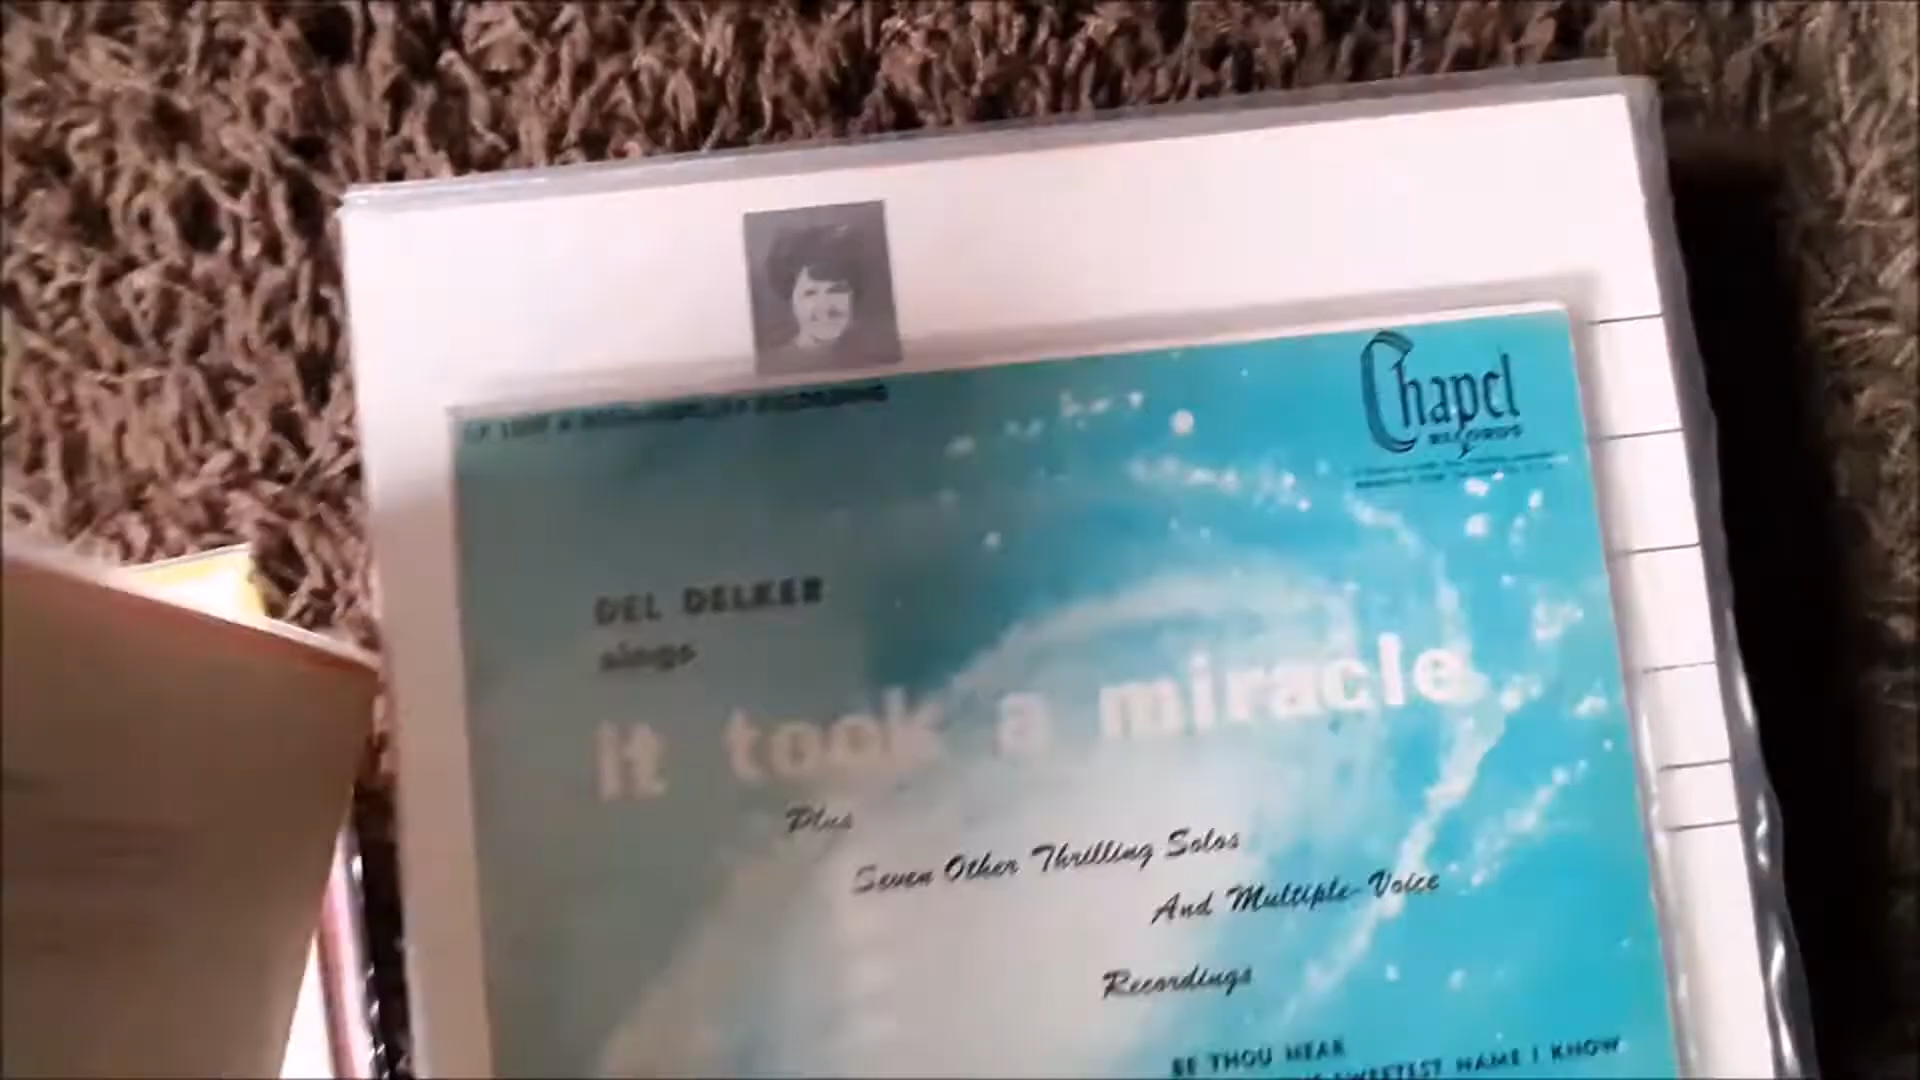 Chapel
RECORDS
DEL DELKER
sings
it took a miracle
Plus
Seven Other Thrilling Solos
And Multiple-Voice
Recordings
BE THOU NEAR
SWEETEST NAME I KNOW